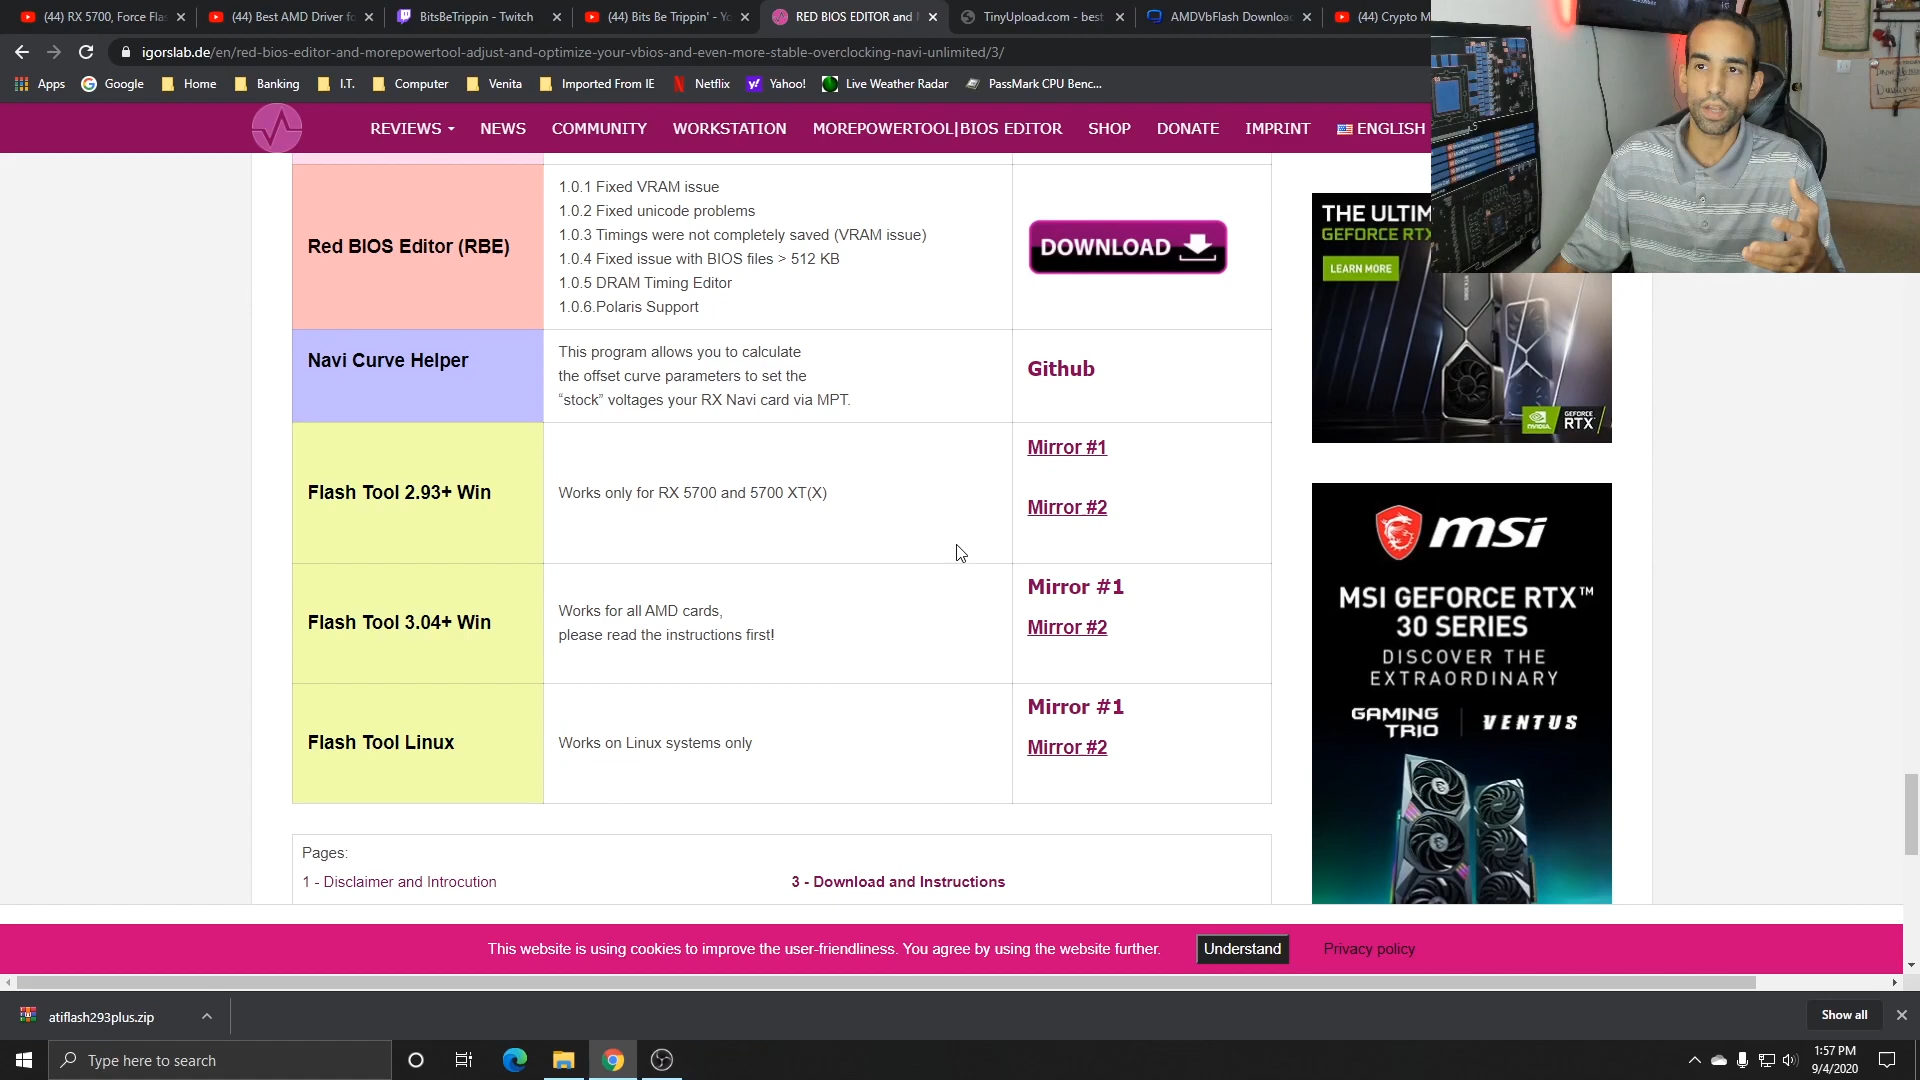 (44) RX 5700, Force Fla
(44) Best AMD Driver fo
BitsBeTrippin - Twitch
(44) Bits Be Trippin' - Yo
RED BIOS EDITOR and
TinyUpload.com - best
AMDVbFlash Downloa
(44) Crypto M
igorslab.de/en/red-bios-editor-and-morepowertool-adjust-and-optimize-your-vbios-and-even-more-stable-overclocking-navi-unlimited/3/
Apps
Google
Home
Banking
I.T.
Computer
Venita
Imported From IE
Netflix
Yahoo!
Live Weather Radar
PassMark CPU Benc...
REVIEWS
NEWS
COMMUNITY
WORKSTATION
MOREPOWERTOOL|BIOS EDITOR
SHOP
DONATE
IMPRINT
ENGLISH
Red BIOS Editor (RBE)
1.0.1 Fixed VRAM issue
1.0.2 Fixed unicode problems
1.0.3 Timings were not completely saved (VRAM issue)
1.0.4 Fixed issue with BIOS files > 512 KB
1.0.5 DRAM Timing Editor
1.0.6.Polaris Support
DOWNLOAD
Navi Curve Helper
This program allows you to calculate
the offset curve parameters to set the
“stock” voltages your RX Navi card via MPT.
Github
Flash Tool 2.93+ Win
Works only for RX 5700 and 5700 XT(X)
Mirror #1
Mirror #2
Flash Tool 3.04+ Win
Works for all AMD cards,
please read the instructions first!
Mirror #1
Mirror #2
Flash Tool Linux
Works on Linux systems only
Mirror #1
Mirror #2
Pages:
1 - Disclaimer and Introcution
3 - Download and Instructions
THE ULTIM
GEFORCE RTX
LEARN MORE
NVIDIA
GEFORCE
RTX
msi
MSI GEFORCE RTX™
30 SERIES
DISCOVER THE
EXTRAORDINARY
GAMING
TRIO
VENTUS
This website is using cookies to improve the user-friendliness. You agree by using the website further.
Understand
Privacy policy
atiflash293plus.zip
Show all
Type here to search
1:57 PM
9/4/2020